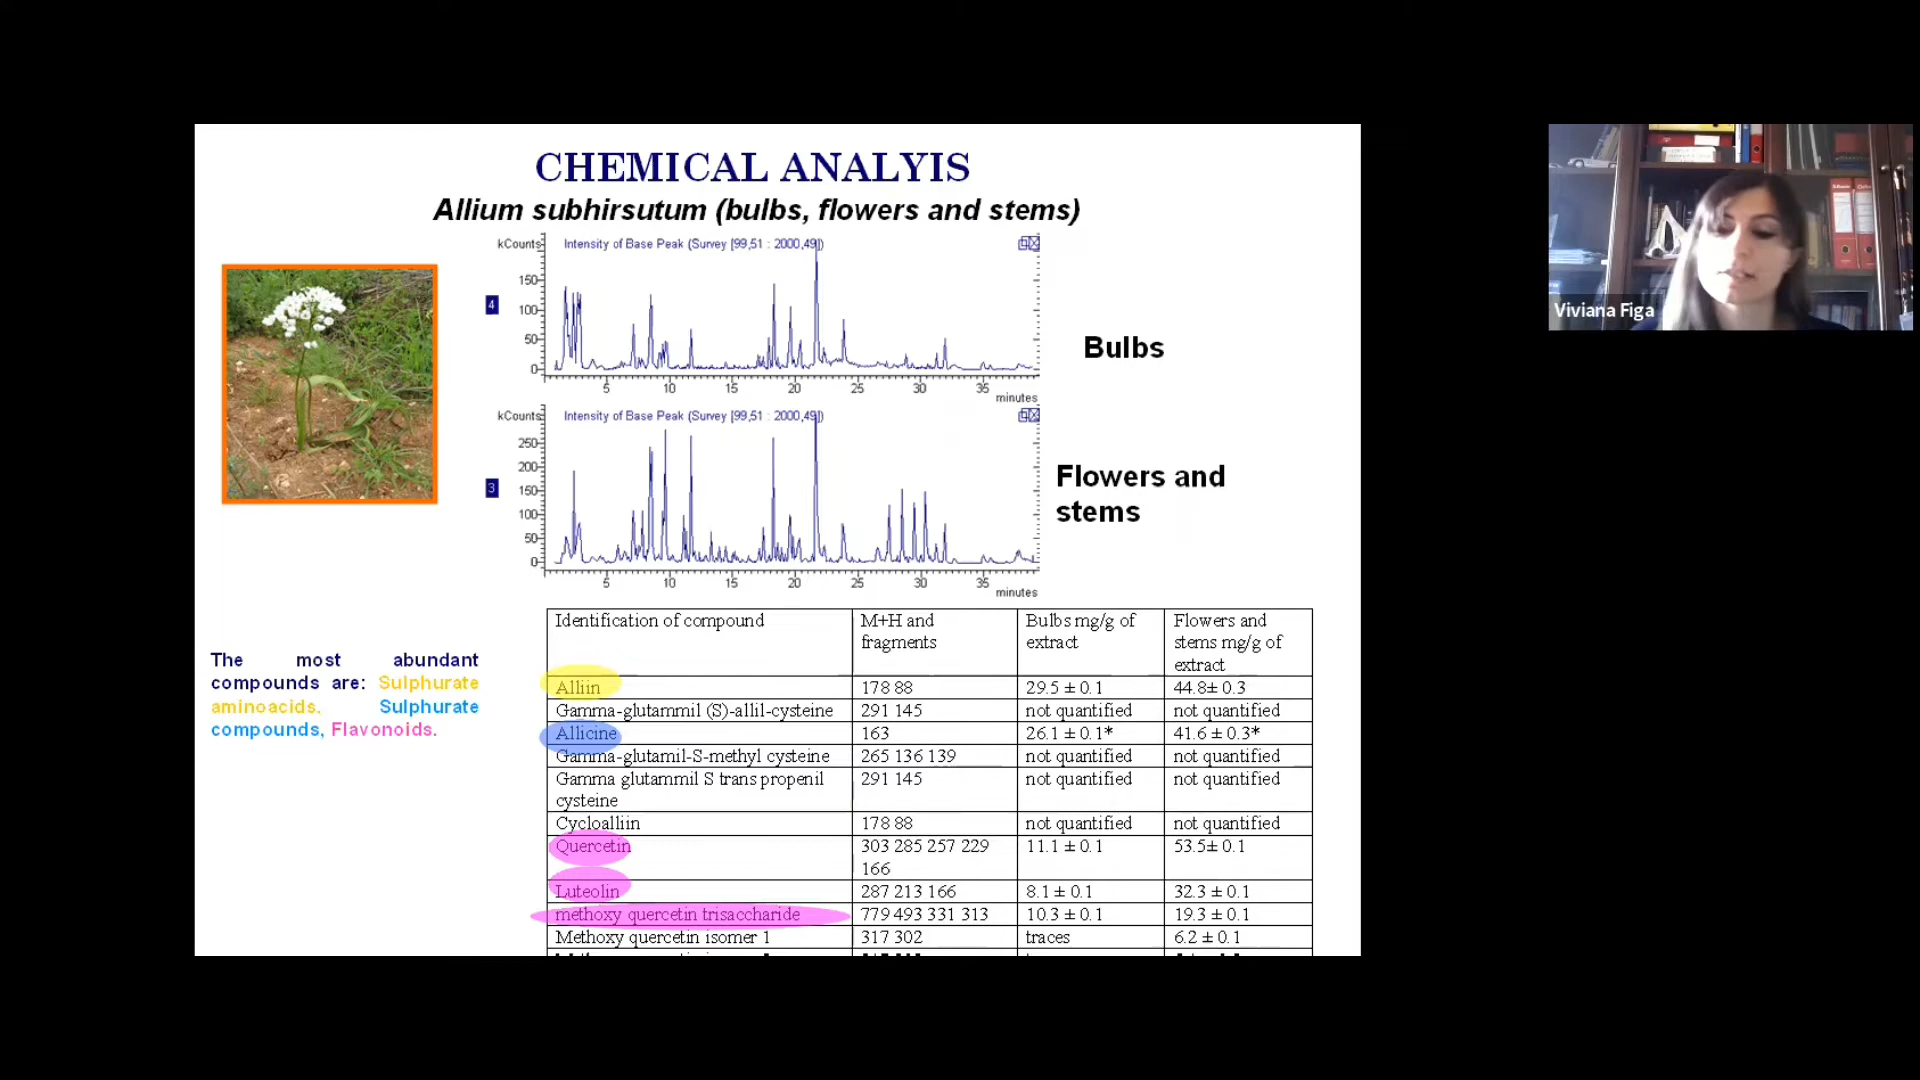 CHEMICAL ANALYIS
Allium subhirsutum (bulbs, flowers and stems)
kCounts
Intensity of Base Peak (Survey [99,51 : 2000,49])
4
150
100
50
0
5 10 15 20 25 30 35
minutes
Bulbs
kCounts
Intensity of Base Peak (Survey [99,51 : 2000,49])
3
250
200
150
100
50
0
5 10 15 20 25 30 35
minutes
Flowers and
stems
The most abundant
compounds are: Sulphurate
aminoacids, Sulphurate
compounds, Flavonoids.
Identification of compound M+H and fragments Bulbs mg/g of extract Flowers and stems mg/g of extract
Alliin 178 88 29.5 ± 0.1 44.8± 0.3
Gamma-glutammil (S)-allil-cysteine 291 145 not quantified not quantified
Allicine 163 26.1 ± 0.1* 41.6 ± 0.3*
Gamma-glutamil-S-methyl cysteine 265 136 139 not quantified not quantified
Gamma glutammil S trans propenil cysteine 291 145 not quantified not quantified
Cycloalliin 178 88 not quantified not quantified
Quercetin 303 285 257 229 166 11.1 ± 0.1 53.5± 0.1
Luteolin 287 213 166 8.1 ± 0.1 32.3 ± 0.1
methoxy quercetin trisaccharide 779 493 331 313 10.3 ± 0.1 19.3 ± 0.1
Methoxy quercetin isomer 1 317 302 traces 6.2 ± 0.1
Viviana Figa